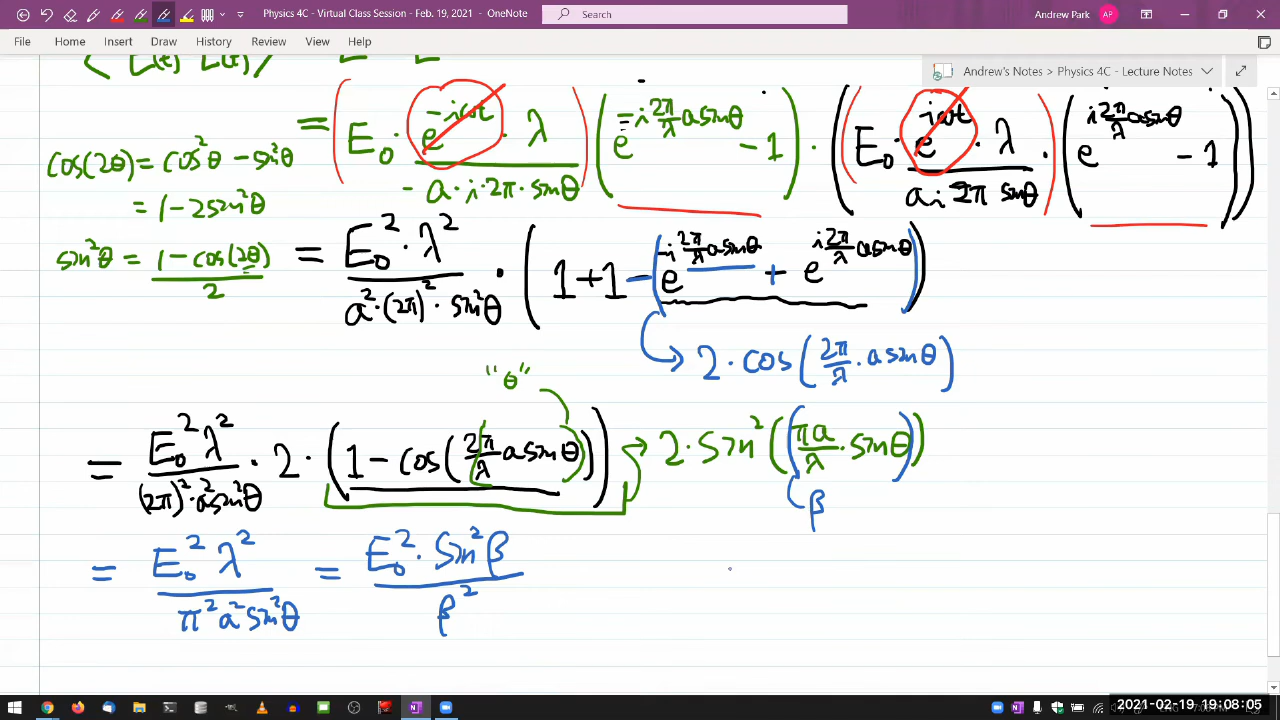 Physics 4C - Virtual Class Session - Feb. 19, 2021 - OneNote
Search
Andrew Park AP
File Home Insert Draw History Review View Help
Andrew's Notes › Physics 4C - Lecture Notes
= (E₀ · e^(-iωt) · λ / (- a · i · 2π · sinθ)) (e^(-i (2π/λ) a sinθ) - 1) · (E₀ · e^(iωt) · λ / (a i 2π sinθ)) · (e^(i (2π/λ) a sinθ) - 1)
cos(2θ) = cos²θ - sin²θ
= 1 - 2sin²θ
sin²θ = (1 - cos(2θ)) / 2
= E₀² · λ² / (a² · (2π)² · sin²θ) · (1 + 1 - (e^(-i (2π/λ) a sinθ) + e^(i (2π/λ) a sinθ)))
→ 2 · cos(2π/λ · a sinθ)
"θ"
= E₀² λ² / ((2π)² · a² sin²θ) · 2 · (1 - cos(2π/λ a sinθ)) → 2 · sin²(πa/λ · sinθ)
β
= E₀² λ² / (π² a² sin²θ) = E₀² · sin²β / β²
2021-02-19 19:08:05